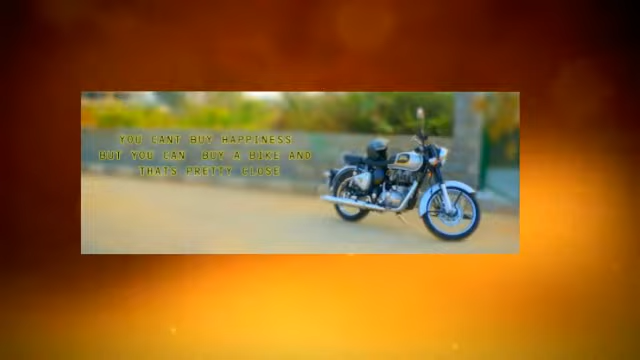 YOU CANT BUY HAPPINESS
BUT YOU CAN BUY A BIKE AND
THATS PRETTY CLOSE